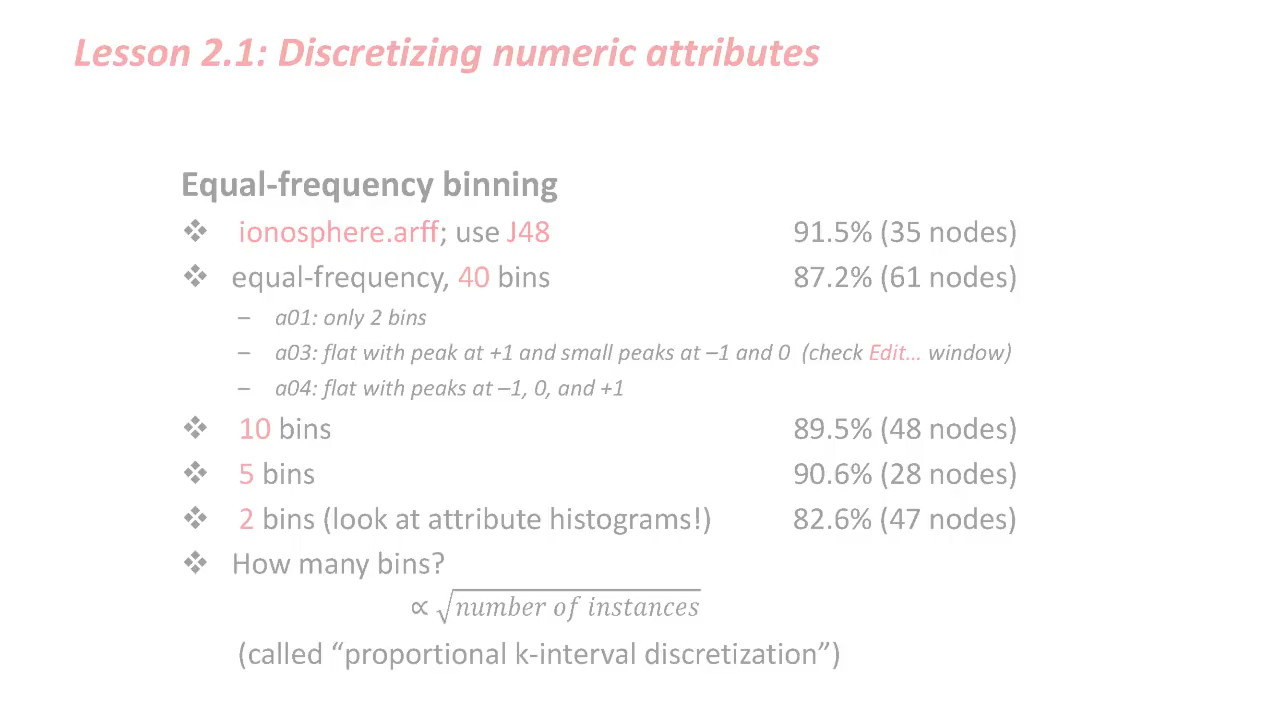 Lesson 2.1: Discretizing numeric attributes
Equal-frequency binning
❖ ionosphere.arff; use J48 91.5% (35 nodes)
❖ equal-frequency, 40 bins 87.2% (61 nodes)
– a01: only 2 bins
– a03: flat with peak at +1 and small peaks at –1 and 0 (check Edit... window)
– a04: flat with peaks at –1, 0, and +1
❖ 10 bins 89.5% (48 nodes)
❖ 5 bins 90.6% (28 nodes)
❖ 2 bins (look at attribute histograms!) 82.6% (47 nodes)
❖ How many bins?
∝ √number of instances
(called “proportional k-interval discretization”)